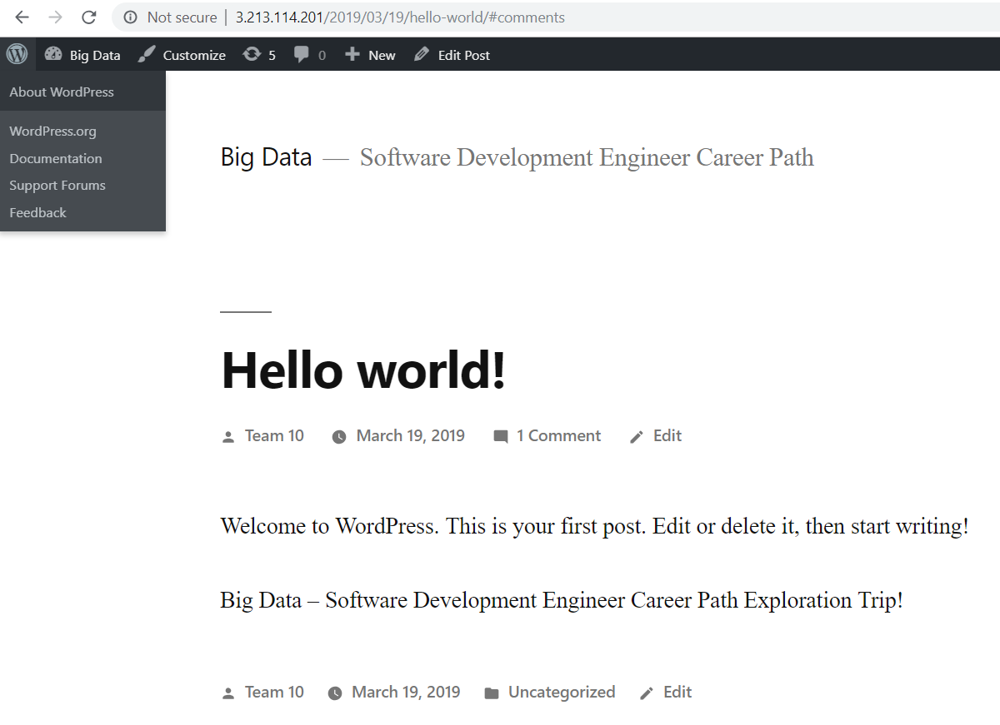 Not secure | 3.213.114.201/2019/03/19/hello-world/#comments
Big Data Customize 5 0 New Edit Post
About WordPress
WordPress.org
Documentation
Support Forums
Feedback
Big Data — Software Development Engineer Career Path
Hello world!
Team 10 March 19, 2019 1 Comment Edit
Welcome to WordPress. This is your first post. Edit or delete it, then start writing!
Big Data – Software Development Engineer Career Path Exploration Trip!
Team 10 March 19, 2019 Uncategorized Edit